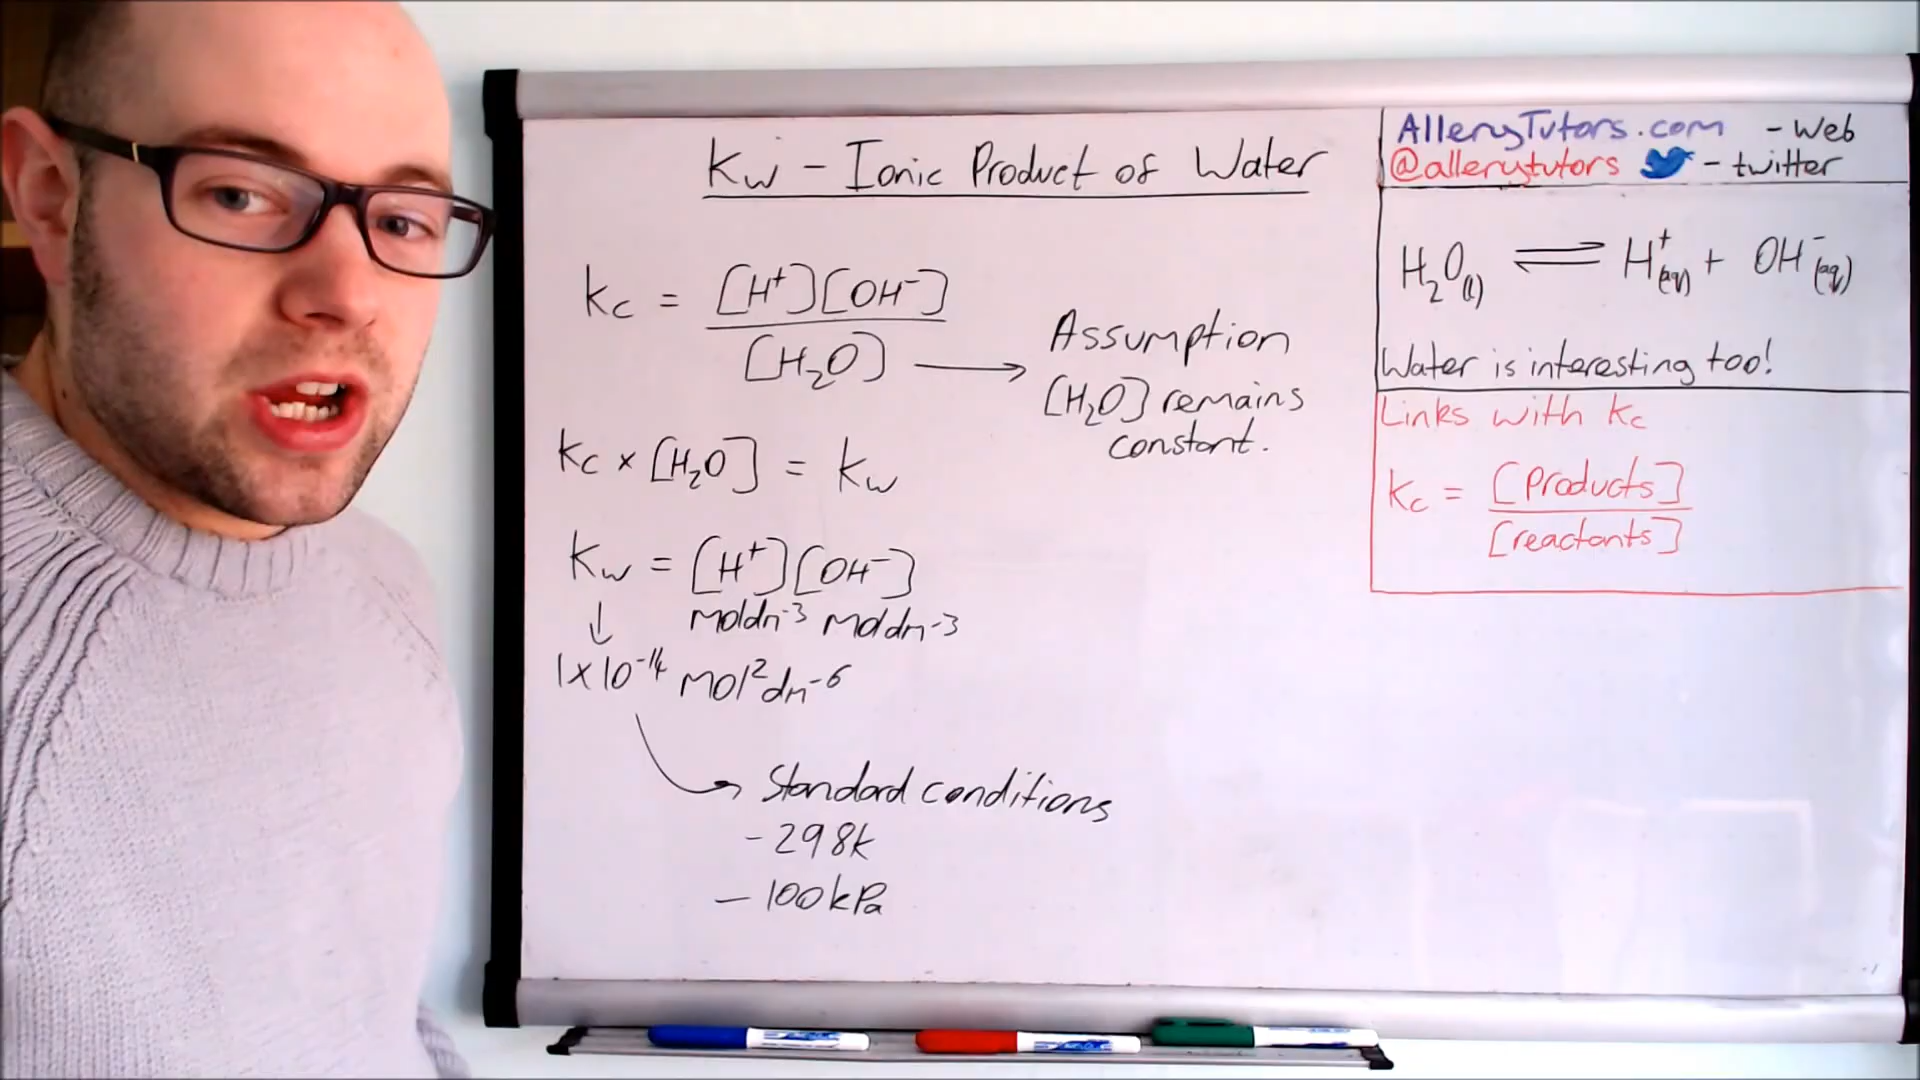 Kw - Ionic Product of Water
Kc = [H⁺][OH⁻]
[H₂O] → Assumption
[H₂O] remains
constant.
Kc × [H₂O] = Kw
Kw = [H⁺][OH⁻]
moldm⁻³ moldm⁻³
↓
1×10⁻¹⁴ mol²dm⁻⁶
Standard conditions
- 298k
- 100kPa
AlleryTutors.com - Web
@allerytutors - twitter
H₂O(l) ⇌ H⁺(aq) + OH⁻(aq)
Water is interesting too!
Links with Kc
Kc = [Products]
[reactants]